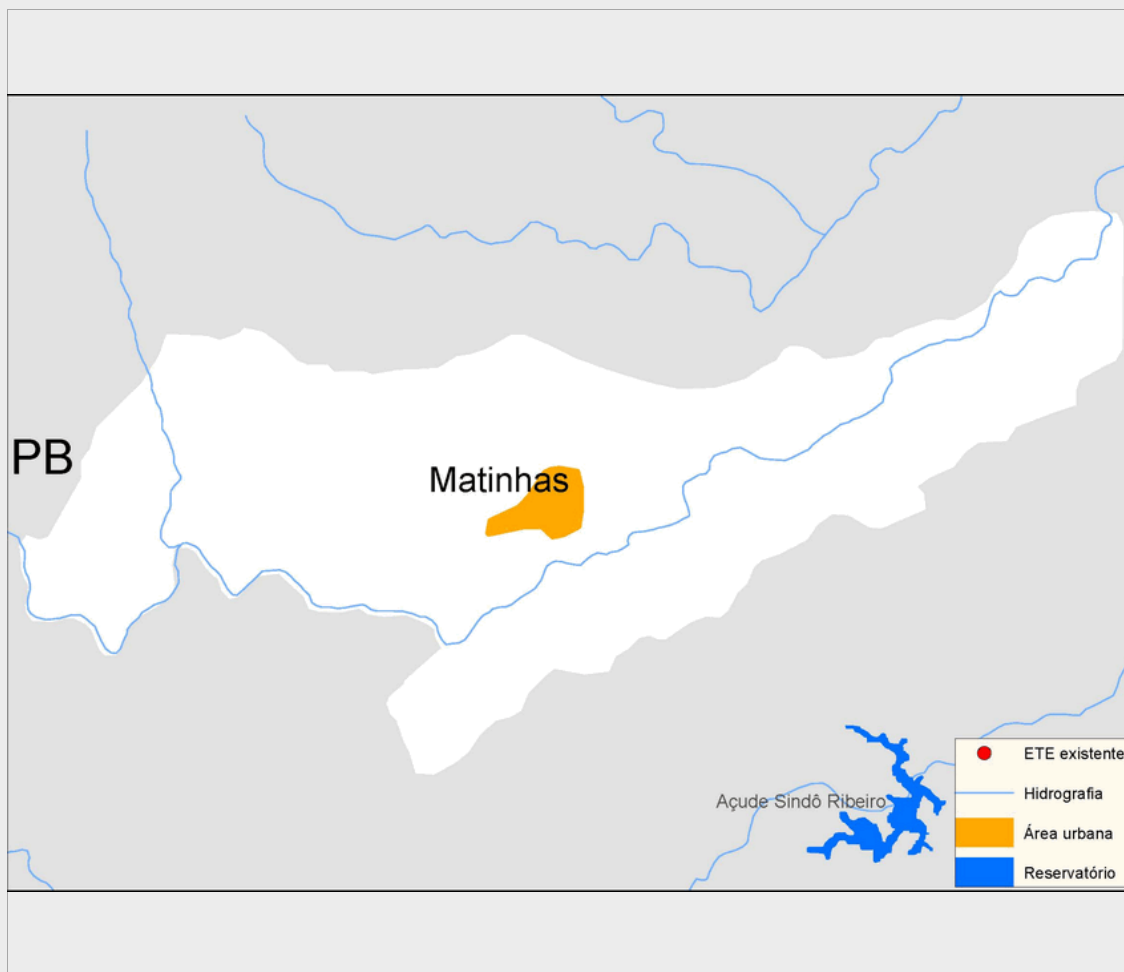 PB
Matinhas
Açude Sindô Ribeiro
ETE existente
Hidrografia
Área urbana
Reservatório